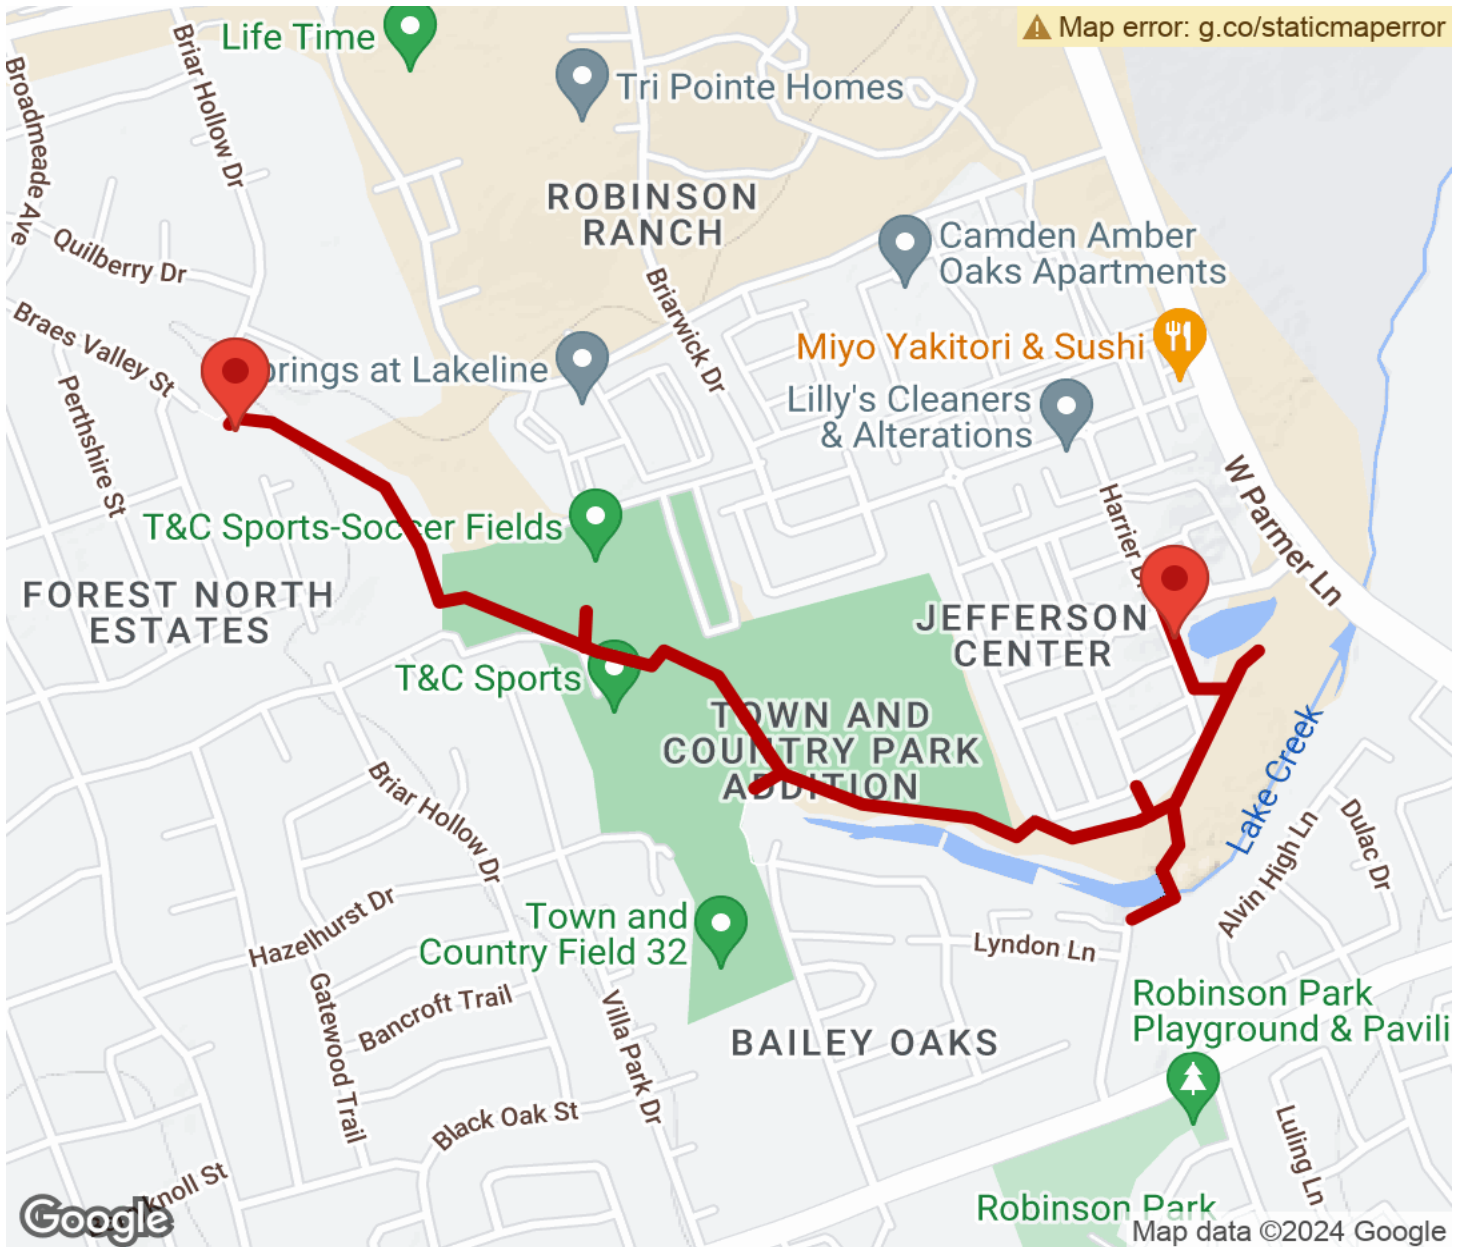 Map error: g.co/staticmaperror
Life Time
Tri Pointe Homes
Briar Hollow Dr
Broadmeade Ave
ROBINSON
RANCH
Quilberry Dr
Camden Amber
Oaks Apartments
Briarwick Dr
Braes Valley St
Miyo Yakitori & Sushi
prings at Lakeline
Lilly's Cleaners
& Alterations
Perthshire St
W Parmer Ln
Harrier D
T&C Sports-Soccer Fields
FOREST NORTH
ESTATES
JEFFERSON
CENTER
T&C Sports
TOWN AND
COUNTRY PARK
ADDITION
Lake Creek
Briar Hollow Dr
Dulac Dr
Alvin High Ln
Hazelhurst Dr
Town and
Country Field 32
Lyndon Ln
Gatewood Trail
Bancroft Trail
Villa Park Dr
Robinson Park
Playground & Pavili
BAILEY OAKS
Black Oak St
Luling Ln
knoll St
Robinson Park
Google
Map data ©2024 Google